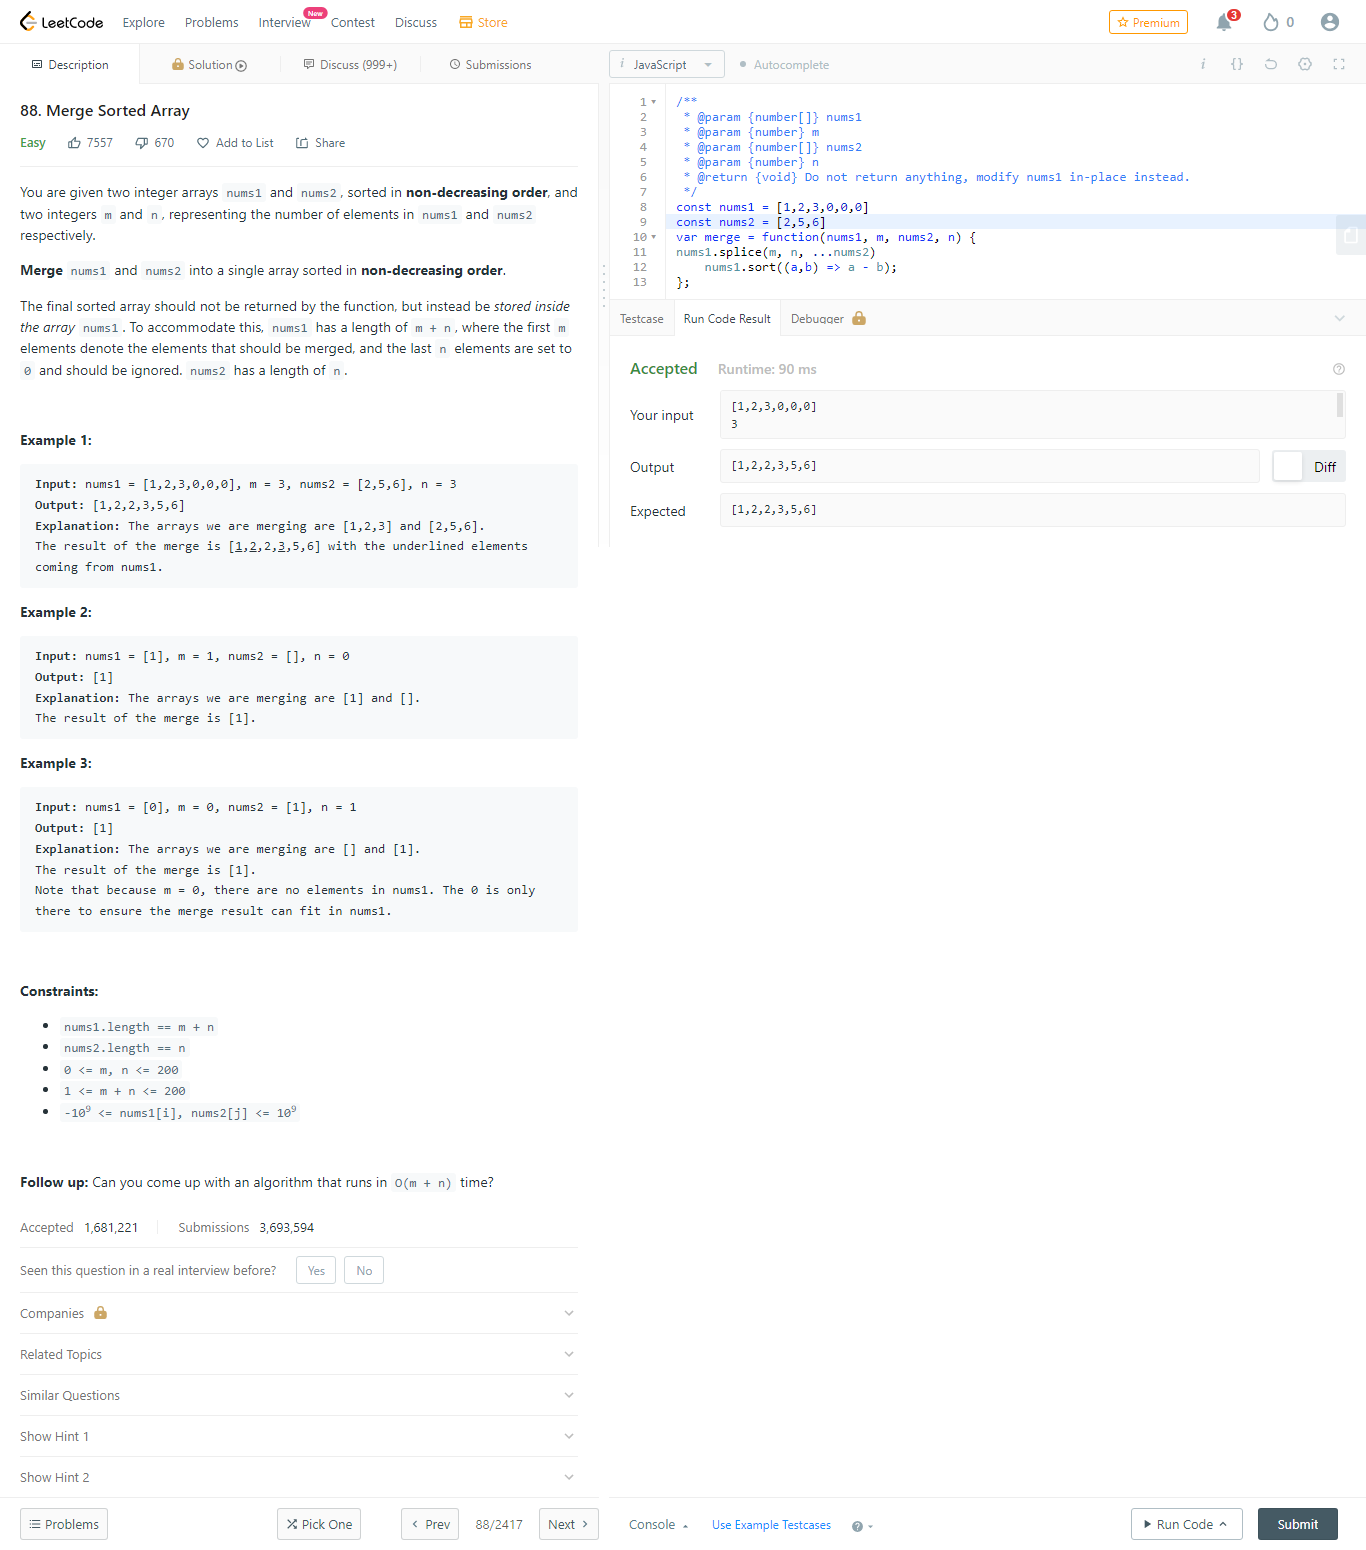 LeetCode Explore Problems Interview New Contest Discuss Store Premium 3 0
Description Solution Discuss (999+) Submissions
88. Merge Sorted Array
Easy 7557 670 Add to List Share
You are given two integer arrays nums1 and nums2, sorted in non-decreasing order, and
two integers m and n, representing the number of elements in nums1 and nums2
respectively.
Merge nums1 and nums2 into a single array sorted in non-decreasing order.
The final sorted array should not be returned by the function, but instead be stored inside
the array nums1. To accommodate this, nums1 has a length of m + n, where the first m
elements denote the elements that should be merged, and the last n elements are set to
0 and should be ignored. nums2 has a length of n.
Example 1:
Input: nums1 = [1,2,3,0,0,0], m = 3, nums2 = [2,5,6], n = 3
Output: [1,2,2,3,5,6]
Explanation: The arrays we are merging are [1,2,3] and [2,5,6].
The result of the merge is [1,2,2,3,5,6] with the underlined elements
coming from nums1.
Example 2:
Input: nums1 = [1], m = 1, nums2 = [], n = 0
Output: [1]
Explanation: The arrays we are merging are [1] and [].
The result of the merge is [1].
Example 3:
Input: nums1 = [0], m = 0, nums2 = [1], n = 1
Output: [1]
Explanation: The arrays we are merging are [] and [1].
The result of the merge is [1].
Note that because m = 0, there are no elements in nums1. The 0 is only
there to ensure the merge result can fit in nums1.
Constraints:
nums1.length == m + n
nums2.length == n
0 <= m, n <= 200
1 <= m + n <= 200
-10⁹ <= nums1[i], nums2[j] <= 10⁹
Follow up: Can you come up with an algorithm that runs in O(m + n) time?
Accepted 1,681,221 Submissions 3,693,594
Seen this question in a real interview before? Yes No
Companies
Related Topics
Similar Questions
Show Hint 1
Show Hint 2
Problems Pick One < Prev 88/2417 Next >
i JavaScript Autocomplete i {}
1 /**
2 * @param {number[]} nums1
3 * @param {number} m
4 * @param {number[]} nums2
5 * @param {number} n
6 * @return {void} Do not return anything, modify nums1 in-place instead.
7 */
8 const nums1 = [1,2,3,0,0,0]
9 const nums2 = [2,5,6]
10 var merge = function(nums1, m, nums2, n) {
11 nums1.splice(m, n, ...nums2)
12 nums1.sort((a,b) => a - b);
13 };
Testcase Run Code Result Debugger
Accepted Runtime: 90 ms ?
Your input
[1,2,3,0,0,0]
3
Output [1,2,2,3,5,6] Diff
Expected [1,2,2,3,5,6]
Console Use Example Testcases ? Run Code Submit